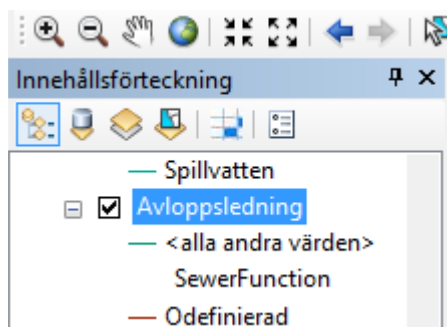 Innehållsförteckning
Spillvatten
Avloppsledning
<alla andra värden>
SewerFunction
Odefinierad